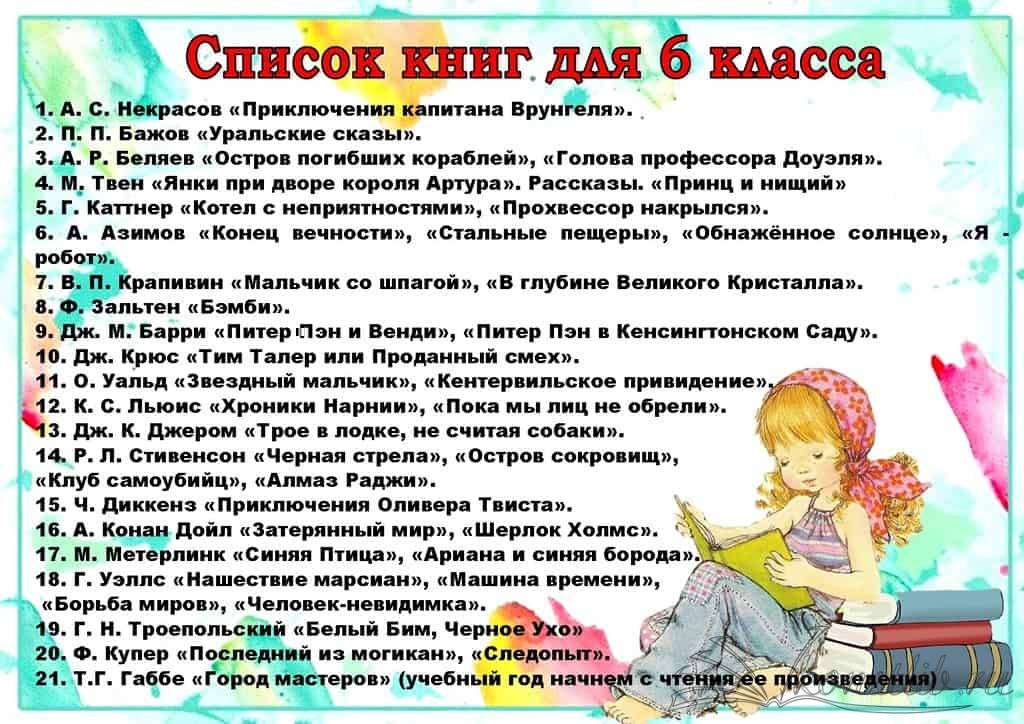 Список книг для 6 класса
1. А. С. Некрасов «Приключения капитана Врунгеля».
2. П. П. Бажов «Уральские сказы».
3. А. Р. Беляев «Остров погибших кораблей», «Голова профессора Доуэля».
4. М. Твен «Янки при дворе короля Артура». Рассказы. «Принц и нищий»
5. Г. Каттнер «Котел с неприятностями», «Прохвессор накрылся».
6. А. Азимов «Конец вечности», «Стальные пещеры», «Обнажённое солнце», «Я -
робот».
7. В. П. Крапивин «Мальчик со шпагой», «В глубине Великого Кристалла».
8. Ф. Зальтен «Бэмби».
9. Дж. М. Барри «Питер Пэн и Венди», «Питер Пэн в Кенсингтонском Саду».
10. Дж. Крюс «Тим Талер или Проданный смех».
11. О. Уальд «Звездный мальчик», «Кентервильское привидение».
12. К. С. Льюис «Хроники Нарнии», «Пока мы лиц не обрели».
13. Дж. К. Джером «Трое в лодке, не считая собаки».
14. Р. Л. Стивенсон «Черная стрела», «Остров сокровищ»,
«Клуб самоубийц», «Алмаз Раджи».
15. Ч. Диккенз «Приключения Оливера Твиста».
16. А. Конан Дойл «Затерянный мир», «Шерлок Холмс».
17. М. Метерлинк «Синяя Птица», «Ариана и синяя борода».
18. Г. Уэллс «Нашествие марсиан», «Машина времени»,
«Борьба миров», «Человек-невидимка».
19. Г. Н. Троепольский «Белый Бим, Черное Ухо»
20. Ф. Купер «Последний из могикан», «Следопыт».
21. Т.Г. Габбе «Город мастеров» (учебный год начнем с чтения ее произведения)